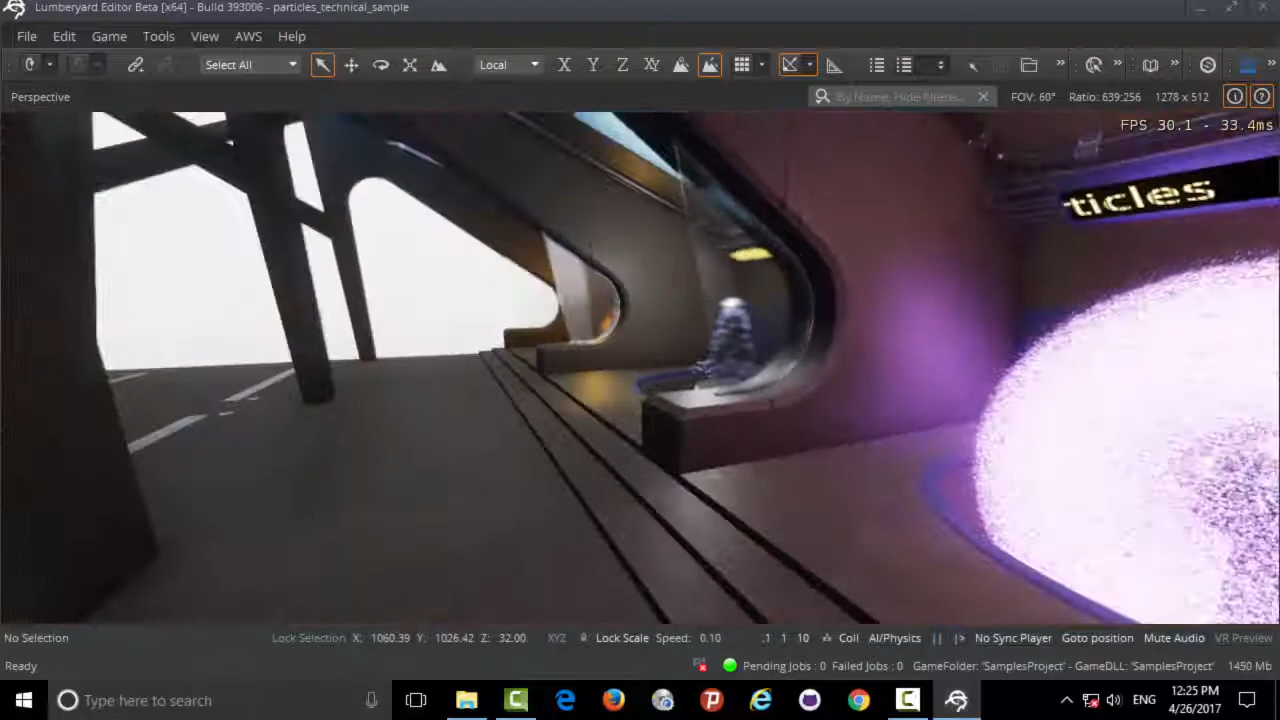 Lumberyard Editor Beta [x64] - Build 393006 - particles_technical_sample
File Edit Game Tools View AWS Help
Select All Local X Y Z XY
Perspective By Name, Hide Filtere... FOV: 60° Ratio: 639:256 1278 x 512
FPS 30.1 - 33.4ms
ticles
No Selection Lock Selection X: 1060.39 Y: 1026.42 Z: 32.00 XYZ Lock Scale Speed: 0.10 .1 1 10 Coll AI/Physics No Sync Player Goto position Mute Audio VR Preview
Ready Pending Jobs : 0 Failed Jobs : 0 GameFolder: 'SamplesProject' - GameDLL: 'SamplesProject' 1450 Mb
Type here to search ENG 12:25 PM
4/26/2017